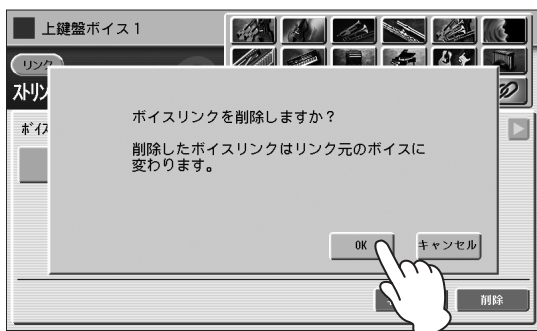 上鍵盤ボイス1
リンク
ストリン
ボイス
ボイスリンクを削除しますか？
削除したボイスリンクはリンク元のボイスに
変わります。
OK
キャンセル
削除